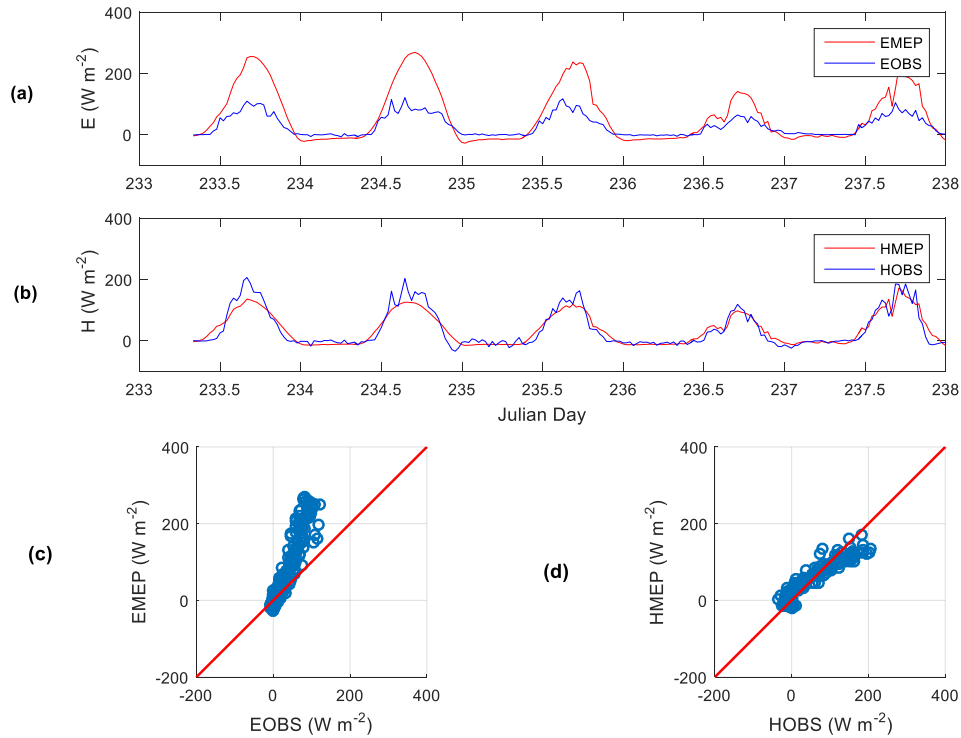 (a)
E (W m-2)
400
200
0
EMEP
EOBS
233 233.5 234 234.5 235 235.5 236 236.5 237 237.5 238
(b)
H (W m-2)
400
200
0
HMEP
HOBS
233 233.5 234 234.5 235 235.5 236 236.5 237 237.5 238
Julian Day
(c)
EMEP (W m-2)
400
200
0
-200
-200 0 200 400
EOBS (W m-2)
(d)
HMEP (W m-2)
400
200
0
-200
-200 0 200 400
HOBS (W m-2)